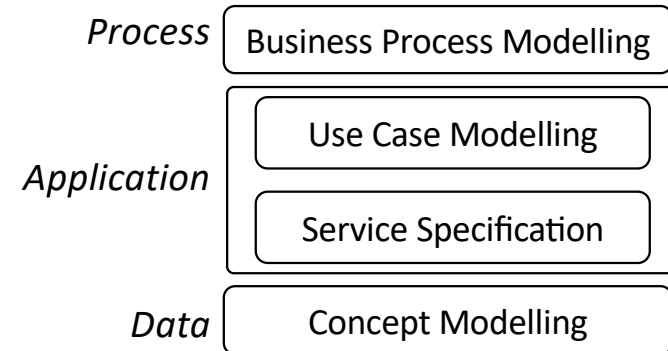 Process
Business Process Modelling
Use Case Modelling
Application
Service Specification
Data
Concept Modelling